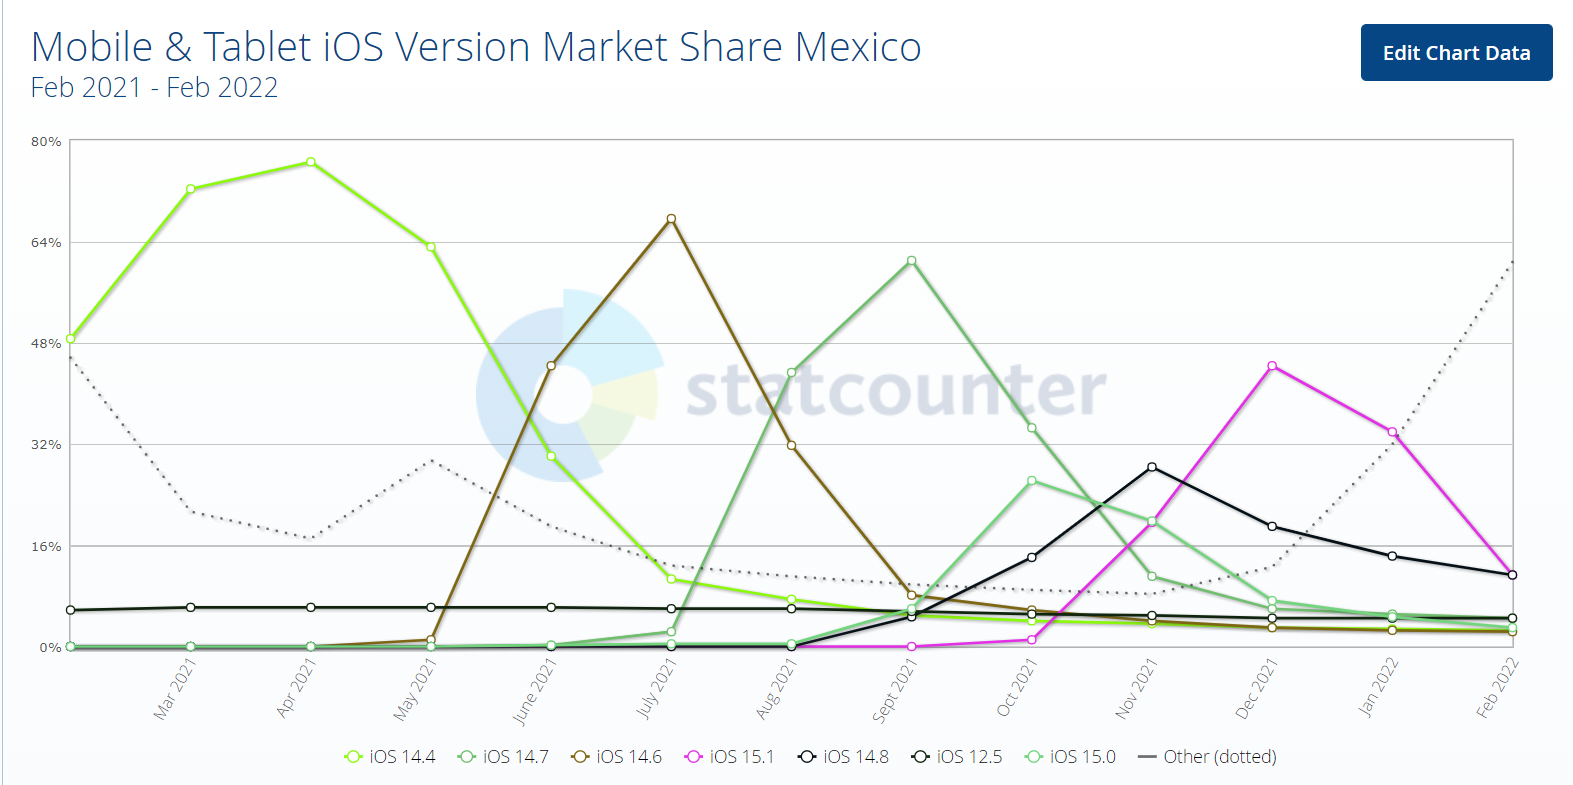 Mobile & Tablet iOS Version Market Share Mexico
Feb 2021 - Feb 2022
Edit Chart Data
80%
64%
48%
32%
16%
0%
statcounter
Mar 2021
Apr 2021
May 2021
June 2021
July 2021
Aug 2021
Sept 2021
Oct 2021
Nov 2021
Dec 2021
Jan 2022
Feb 2022
iOS 14.4 iOS 14.7 iOS 14.6 iOS 15.1 iOS 14.8 iOS 12.5 iOS 15.0 Other (dotted)